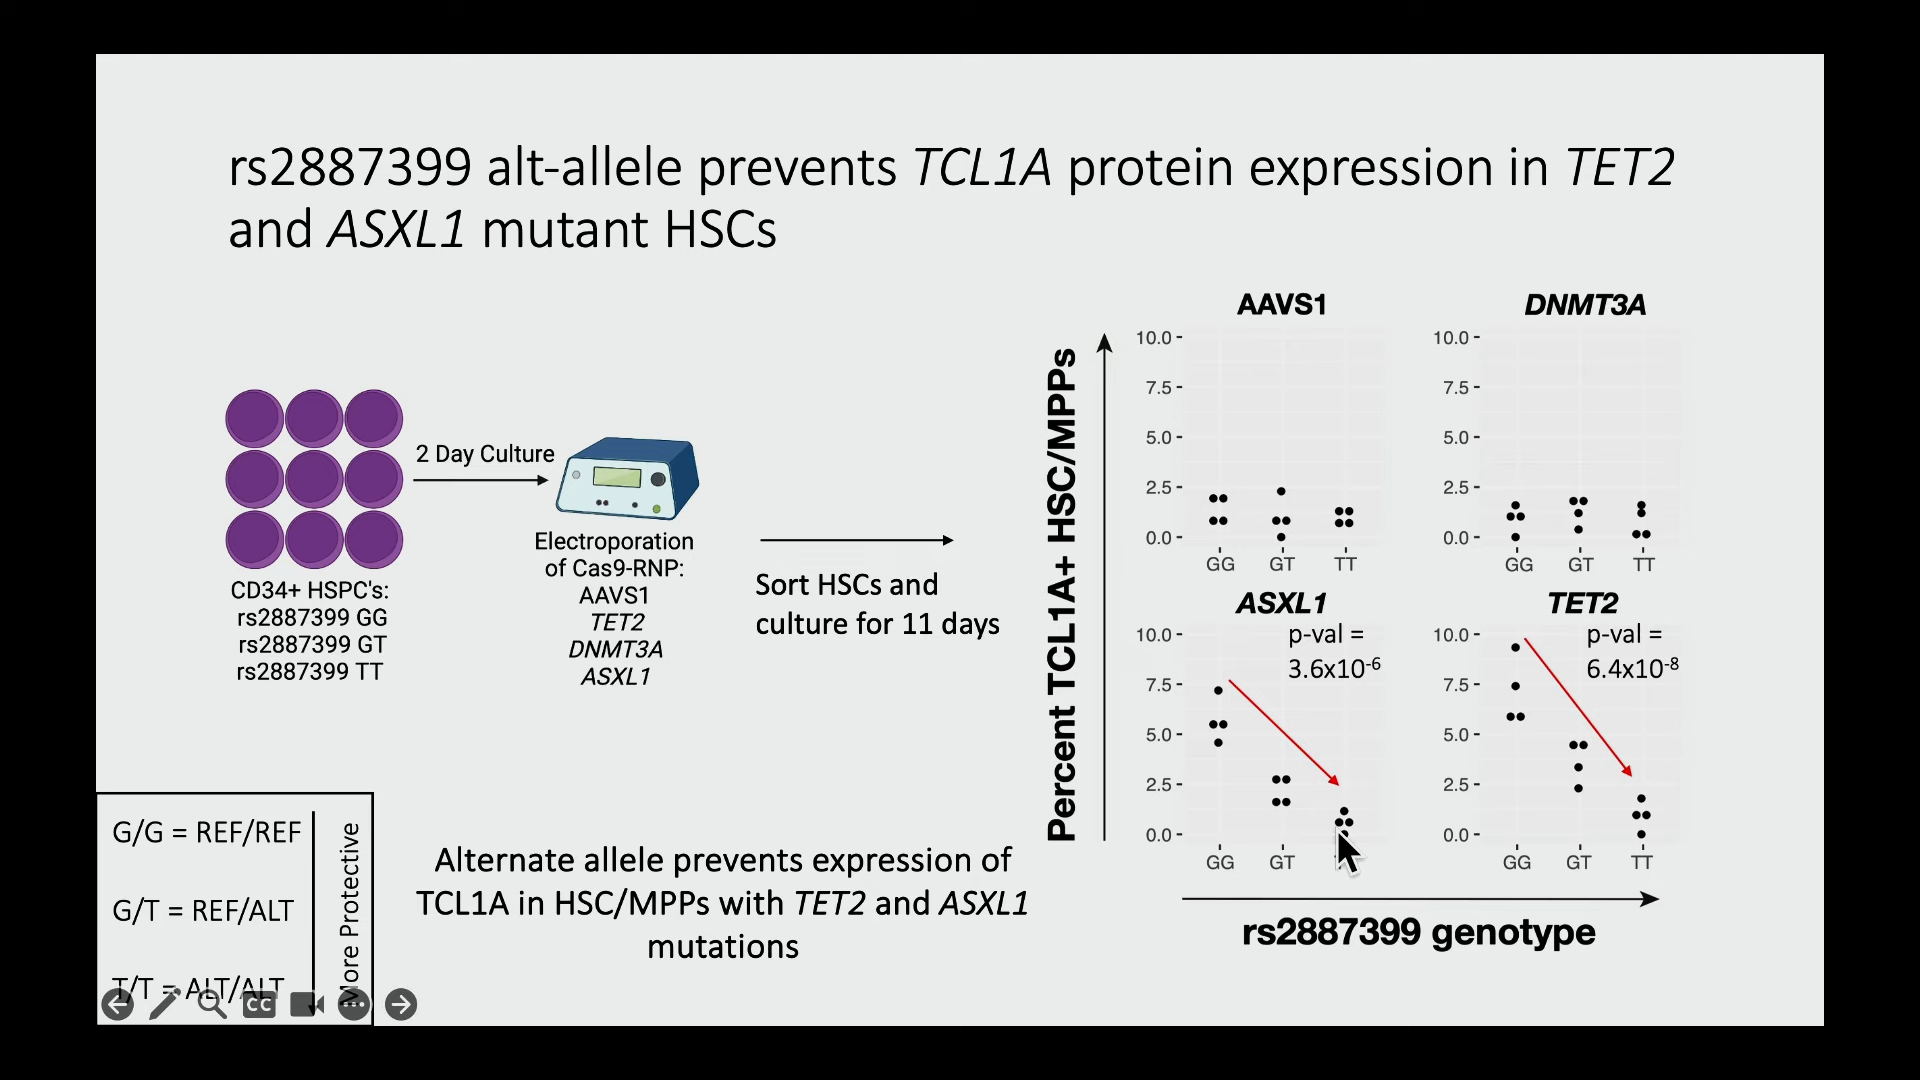 rs2887399 alt-allele prevents TCL1A protein expression in TET2
and ASXL1 mutant HSCs
2 Day Culture
CD34+ HSPC's:
rs2887399 GG
rs2887399 GT
rs2887399 TT
Electroporation
of Cas9-RNP:
AAVS1
TET2
DNMT3A
ASXL1
Sort HSCs and
culture for 11 days
G/G = REF/REF
G/T = REF/ALT
T/T = ALT/ALT
More Protective
CC
Alternate allele prevents expression of
TCL1A in HSC/MPPs with TET2 and ASXL1
mutations
Percent TCL1A+ HSC/MPPs
AAVS1
10.0
7.5
5.0
2.5
0.0
GG GT TT
DNMT3A
10.0
7.5
5.0
2.5
0.0
GG GT TT
ASXL1
p-val =
3.6x10-6
10.0
7.5
5.0
2.5
0.0
GG GT
TET2
p-val =
6.4x10-8
10.0
7.5
5.0
2.5
0.0
GG GT TT
rs2887399 genotype